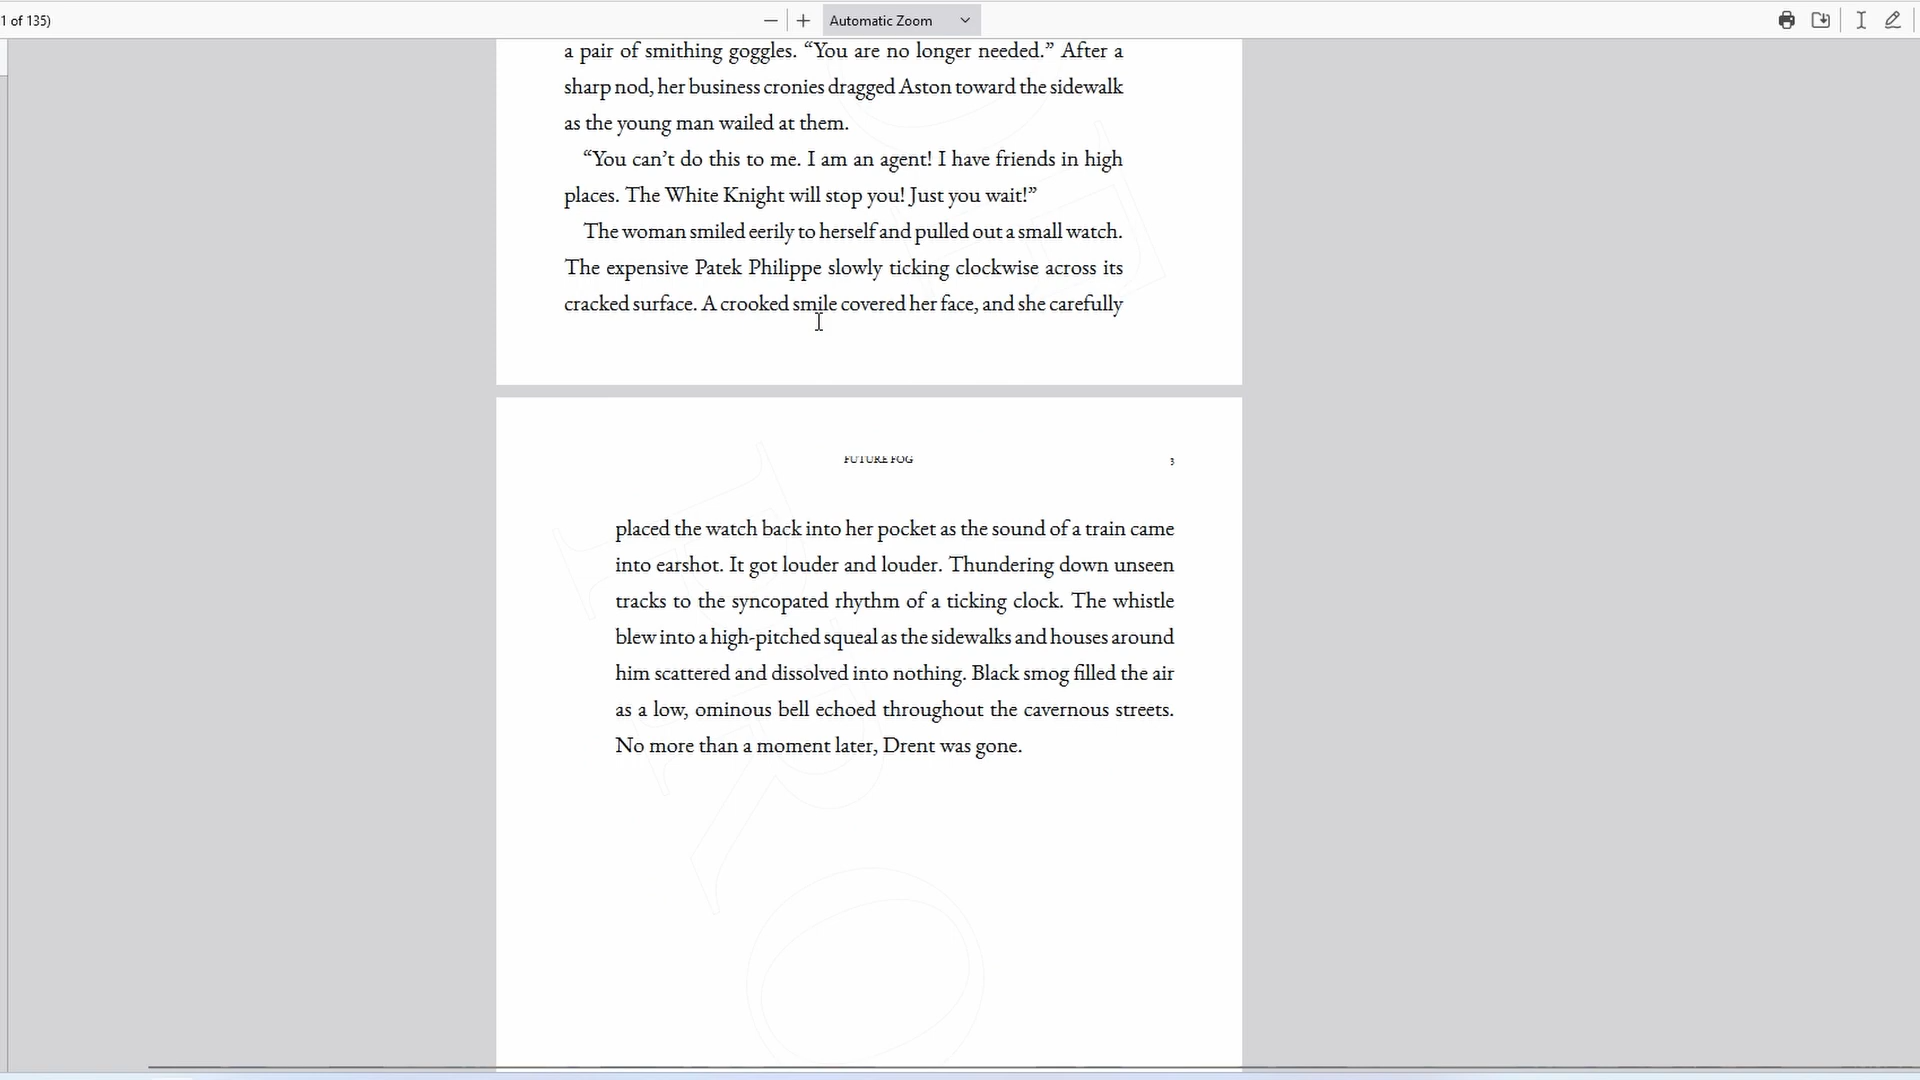 1 of 135)
Automatic Zoom
a pair of smithing goggles. “You are no longer needed.” After a
sharp nod, her business cronies dragged Aston toward the sidewalk
as the young man wailed at them.
“You can’t do this to me. I am an agent! I have friends in high
places. The White Knight will stop you! Just you wait!”
The woman smiled eerily to herself and pulled out a small watch.
The expensive Patek Philippe slowly ticking clockwise across its
cracked surface. A crooked smile covered her face, and she carefully
FUTURE FOG 3
placed the watch back into her pocket as the sound of a train came
into earshot. It got louder and louder. Thundering down unseen
tracks to the syncopated rhythm of a ticking clock. The whistle
blew into a high-pitched squeal as the sidewalks and houses around
him scattered and dissolved into nothing. Black smog filled the air
as a low, ominous bell echoed throughout the cavernous streets.
No more than a moment later, Drent was gone.